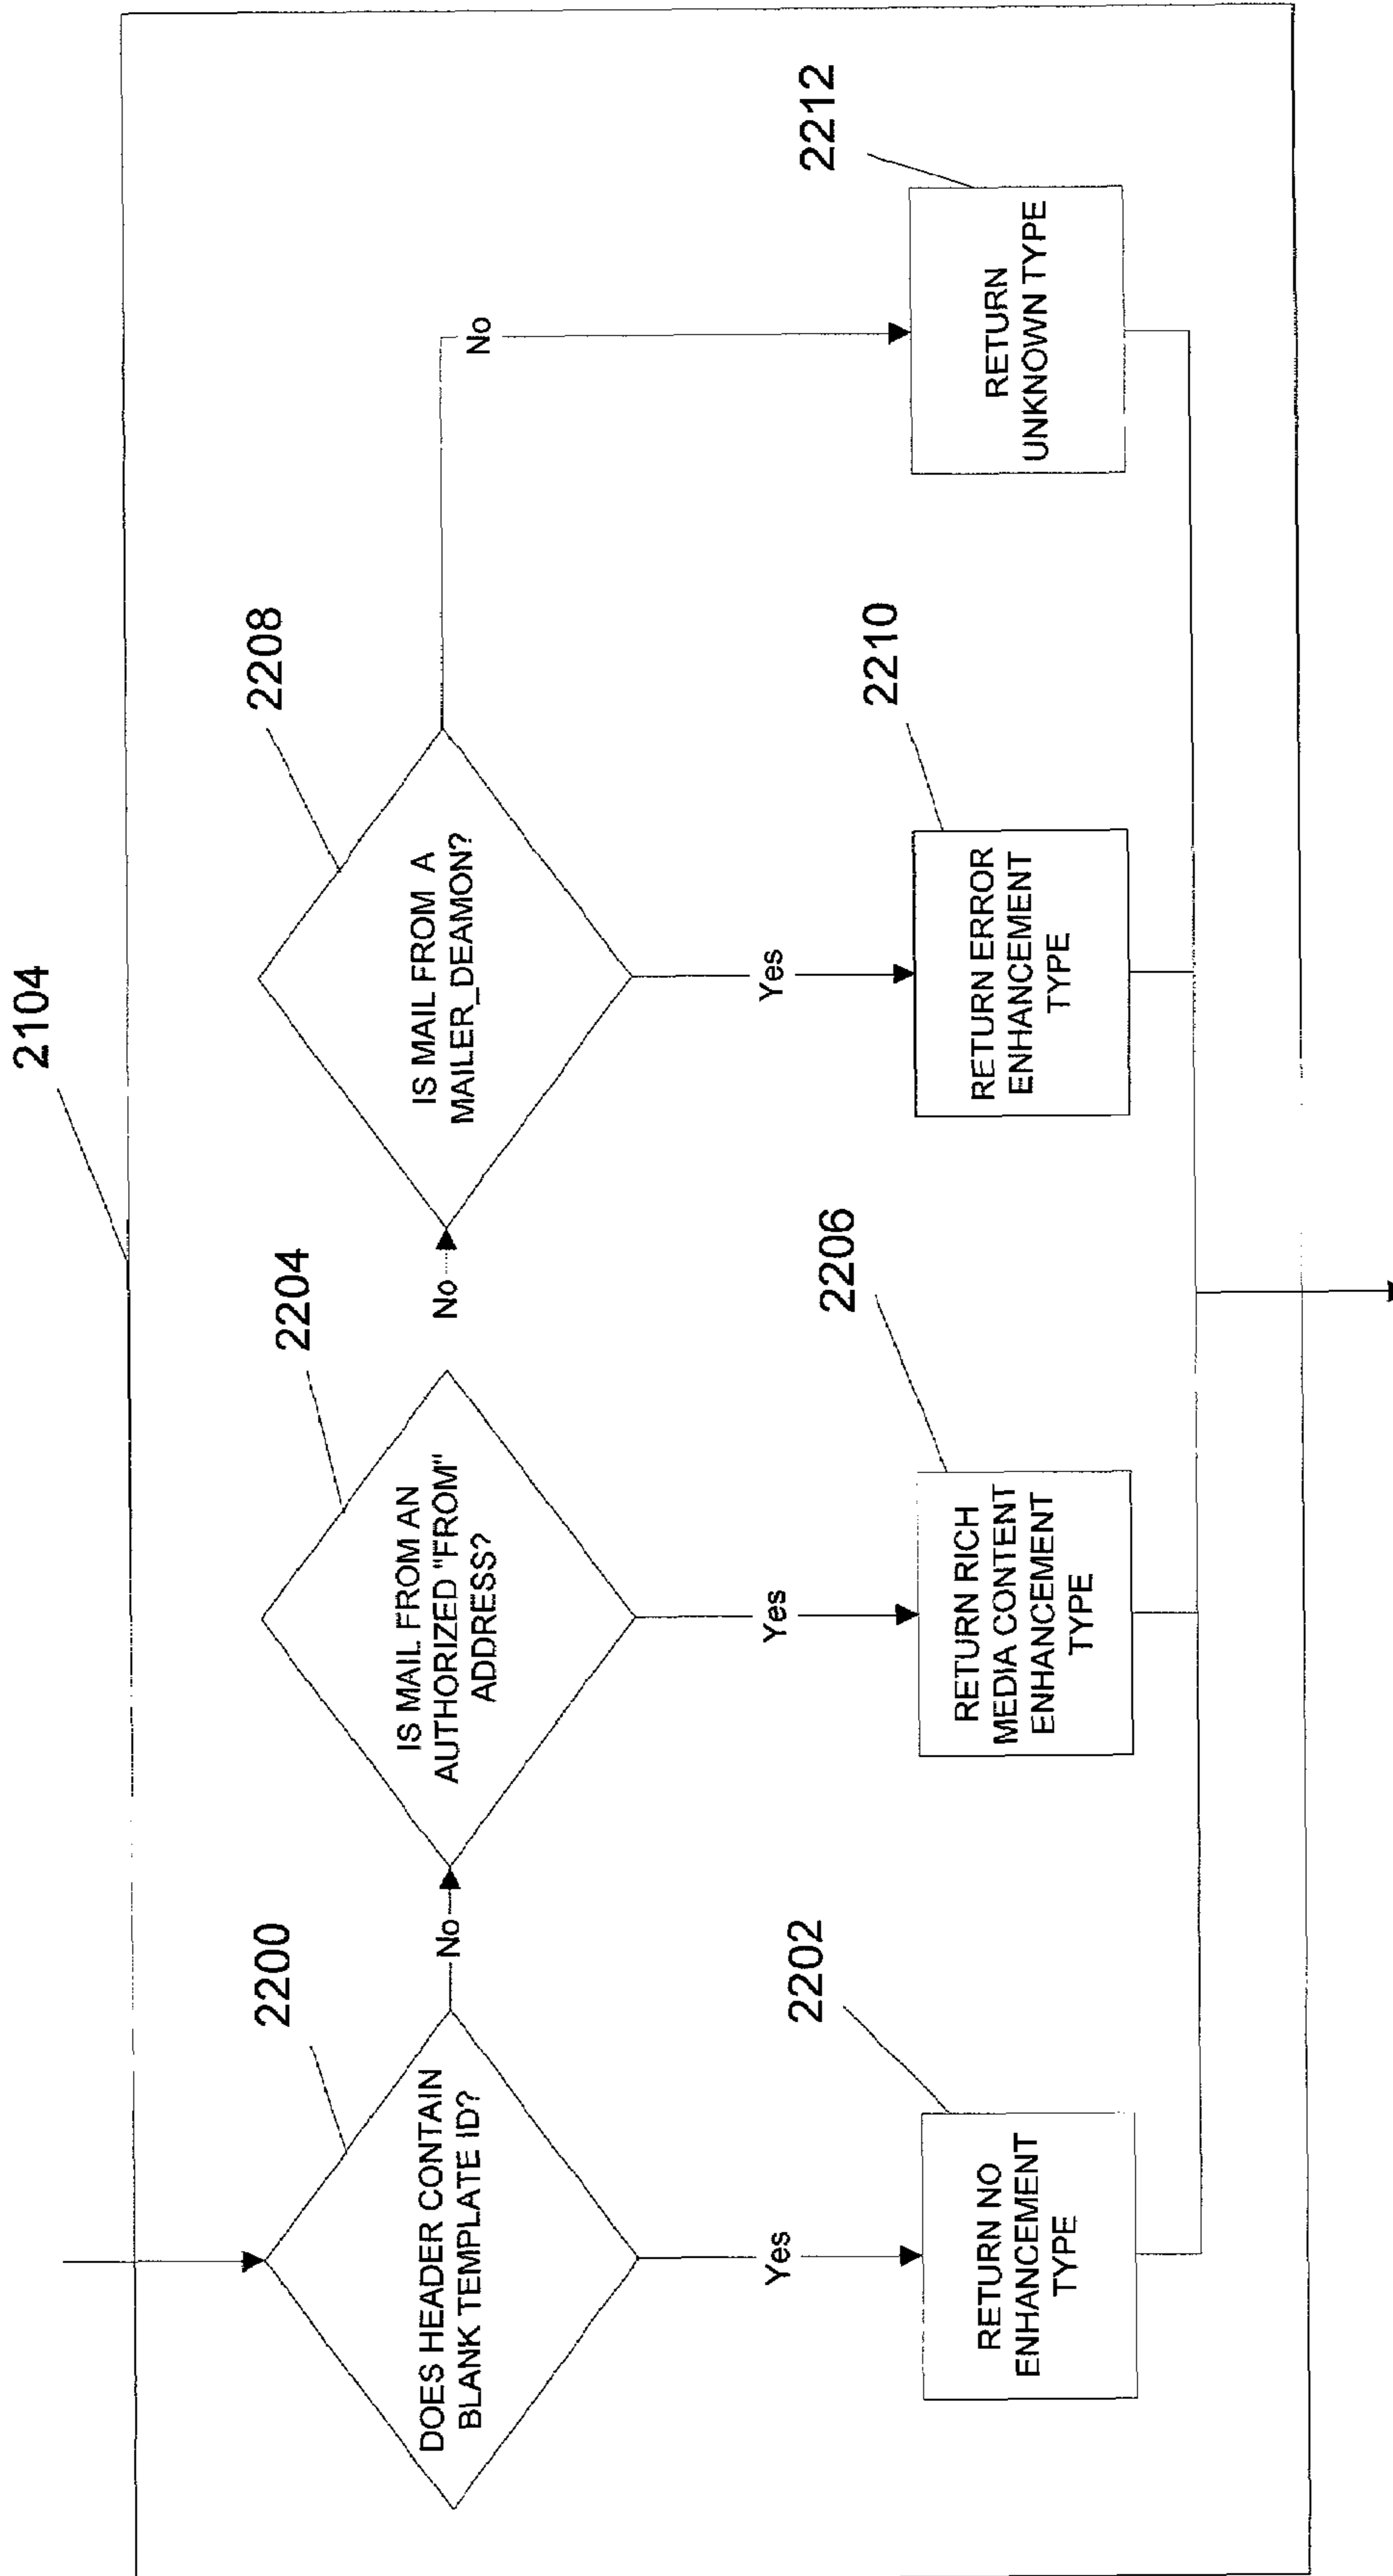 2104
2200
DOES HEADER CONTAIN
BLANK TEMPLATE ID?
No
Yes
2202
RETURN NO
ENHANCEMENT
TYPE
2204
IS MAIL FROM AN
AUTHORIZED "FROM"
ADDRESS?
No
Yes
2206
RETURN RICH
MEDIA CONTENT
ENHANCEMENT
TYPE
2208
IS MAIL FROM A
MAILER_DEAMON?
No
Yes
2210
RETURN ERROR
ENHANCEMENT
TYPE
2212
RETURN
UNKNOWN TYPE